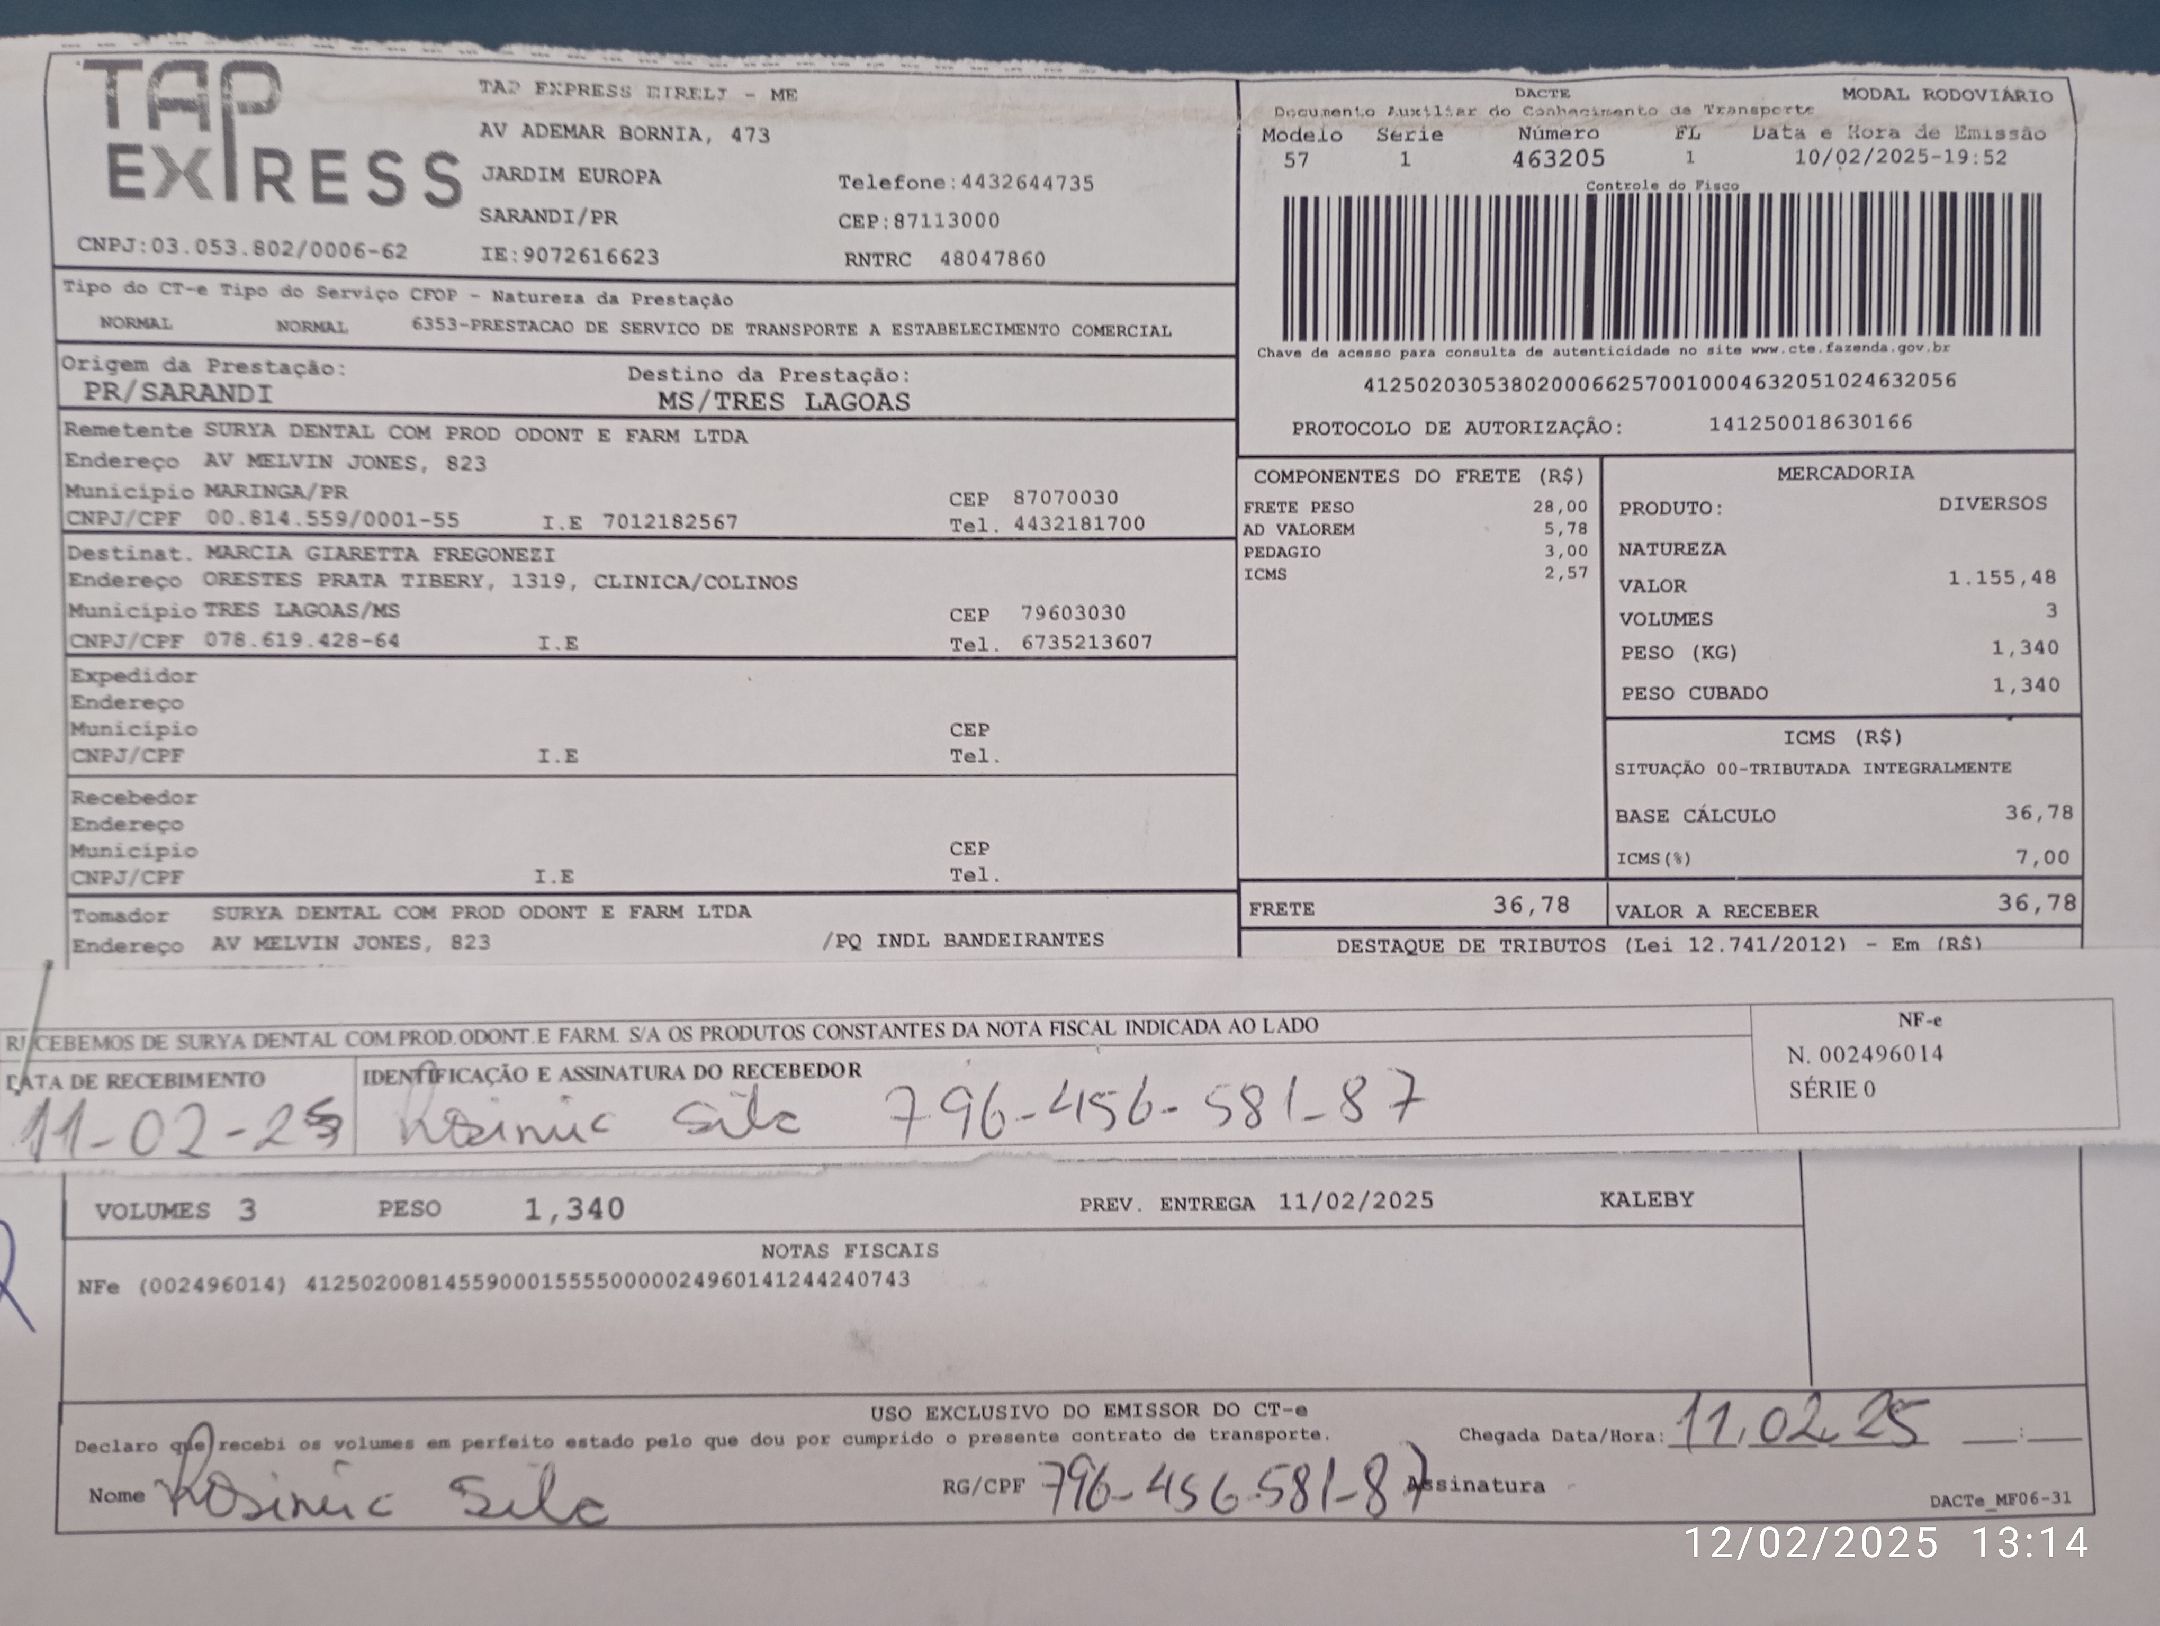 TAP
EXPRESS
TAP EXPRESS EIRELI - ME
AV ADEMAR BORNIA, 473
JARDIM EUROPA Telefone:4432644735
SARANDI/PR CEP:87113000
CNPJ:03.053.802/0006-62 IE:9072616623 RNTRC 48047860
DACTE MODAL RODOVIÁRIO
Documento Auxiliar do Conhecimento de Transporte
Modelo Serie Número FL Data e Hora de Emissão
57 1 463205 1 10/02/2025-19:52
Controle do Fisco
Chave de acesso para consulta de autenticidade no site www.cte.fazenda.gov.br
41250203053802000662570010004632051024632056
PROTOCOLO DE AUTORIZAÇÃO: 141250018630166
Tipo do CT-e Tipo do Serviço CFOP - Natureza da Prestação
NORMAL NORMAL 6353-PRESTACAO DE SERVICO DE TRANSPORTE A ESTABELECIMENTO COMERCIAL
Origem da Prestação: Destino da Prestação:
PR/SARANDI MS/TRES LAGOAS
Remetente SURYA DENTAL COM PROD ODONT E FARM LTDA
Endereço AV MELVIN JONES, 823
Município MARINGA/PR CEP 87070030
CNPJ/CPF 00.814.559/0001-55 I.E 7012182567 Tel. 4432181700
Destinat. MARCIA GIARETTA FREGONEZI
Endereço ORESTES PRATA TIBERY, 1319, CLINICA/COLINOS
Município TRES LAGOAS/MS CEP 79603030
CNPJ/CPF 078.619.428-64 I.E Tel. 6735213607
Expedidor
Endereço
Município CEP
CNPJ/CPF I.E Tel.
Recebedor
Endereço
Município CEP
CNPJ/CPF I.E Tel.
Tomador SURYA DENTAL COM PROD ODONT E FARM LTDA
Endereço AV MELVIN JONES, 823 /PQ INDL BANDEIRANTES
COMPONENTES DO FRETE (R$)
FRETE PESO 28,00
AD VALOREM 5,78
PEDAGIO 3,00
ICMS 2,57
MERCADORIA
PRODUTO: DIVERSOS
NATUREZA
VALOR 1.155,48
VOLUMES 3
PESO (KG) 1,340
PESO CUBADO 1,340
ICMS (R$)
SITUAÇÃO 00-TRIBUTADA INTEGRALMENTE
BASE CÁLCULO 36,78
ICMS(%) 7,00
FRETE 36,78 VALOR A RECEBER 36,78
DESTAQUE DE TRIBUTOS (Lei 12.741/2012) - Em (R$)
RECEBEMOS DE SURYA DENTAL COM.PROD.ODONT.E FARM. S/A OS PRODUTOS CONSTANTES DA NOTA FISCAL INDICADA AO LADO
DATA DE RECEBIMENTO IDENTIFICAÇÃO E ASSINATURA DO RECEBEDOR
11-02-25 Silc 796-456-581-87
NF-e
N. 002496014
SÉRIE 0
VOLUMES 3 PESO 1,340 PREV. ENTREGA 11/02/2025 KALEBY
NOTAS FISCAIS
NFe (002496014) 41250200814559000155550000024960141244240743
USO EXCLUSIVO DO EMISSOR DO CT-e
Declaro que recebi os volumes em perfeito estado pelo que dou por cumprido o presente contrato de transporte. Chegada Data/Hora: 11.02.25 __:__
Nome Silc RG/CPF 796-456-581-87 Assinatura
DACTe_MF06-31
12/02/2025 13:14